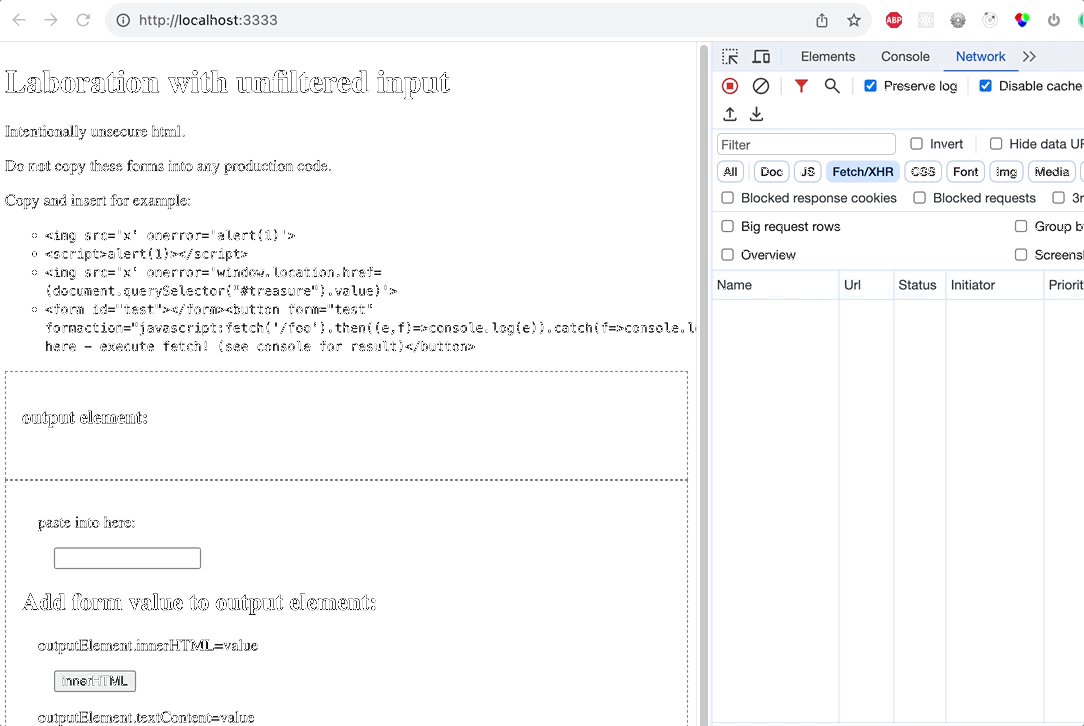 http://localhost:3333
ABP
Laboration with unfiltered input
Intentionally unsecure html.
Do not copy these forms into any production code.
Copy and insert for example:
<img src='x' onerror='alert(1)'>
<script>alert(1)></script>
<img src='x' onerror='window.location.href=
(document.querySelector("#treasure").value)'>
<form id="test"></form><button form="test"
formaction="javascript:fetch('/foo').then((e,f)=>console.log(e)).catch(f=>console.lo
here - execute fetch! (see console for result)</button>
output element:
paste into here:
Add form value to output element:
outputElement.innerHTML=value
innerHTML
outputElement.textContent=value
Elements Console Network
Preserve log Disable cache
Filter Invert Hide data UR
All Doc JS Fetch/XHR CSS Font Img Media
Blocked response cookies Blocked requests 3r
Big request rows Group by
Overview Screensh
Name Url Status Initiator Priorit